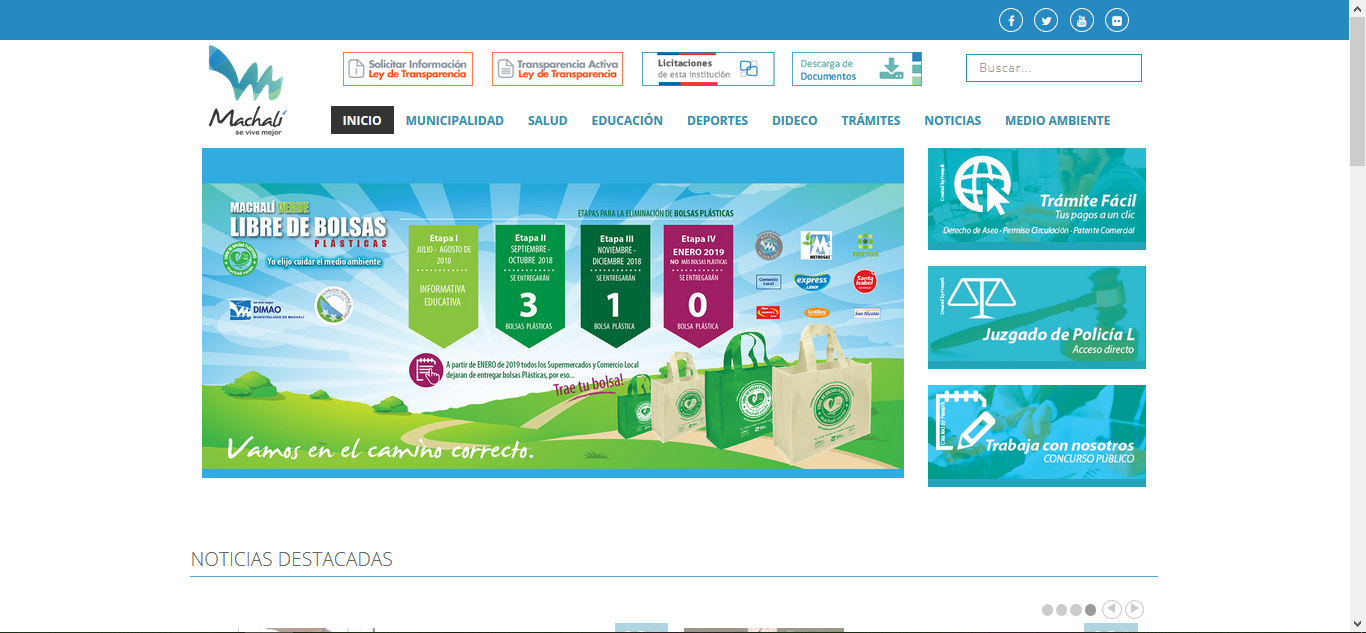 Machalí
se vive mejor
Solicitar Información
Ley de Transparencia
Transparencia Activa
Ley de Transparencia
Licitaciones
de esta institución
Descarga de
Documentos
Buscar...
INICIO MUNICIPALIDAD SALUD EDUCACIÓN DEPORTES DIDECO TRÁMITES NOTICIAS MEDIO AMBIENTE
MACHALÍ VERDE
LIBRE DE BOLSAS
PLÁSTICAS
Yo elijo cuidar el medio ambiente
DIMAO
MUNICIPALIDAD DE MACHALÍ
ETAPAS PARA LA ELIMINACIÓN DE BOLSAS PLÁSTICAS
Etapa I
JULIO - AGOSTO DE
2018
INFORMATIVA
EDUCATIVA
Etapa II
SEPTIEMBRE -
OCTUBRE 2018
SE ENTREGARÁN
3
BOLSAS PLÁSTICAS
Etapa III
NOVIEMBRE -
DICIEMBRE 2018
SE ENTREGARÁN
1
BOLSA PLÁSTICA
Etapa IV
ENERO 2019
NO MÁS BOLSAS PLÁSTICAS
SE ENTREGARÁN
0
BOLSA PLÁSTICA
METROGAS
TOTTUS
Comercio
Local
express
LIDER
Santa
Isabel
San Nicolás
A partir de ENERO de 2019 todos los Supermercados y Comercio Local
dejaran de entregar bolsas Plásticas, por eso...
Trae tu bolsa!
Vamos en el camino correcto.
Created by Freepik
Trámite Fácil
Tus pagos a un clic
Derecho de Aseo - Permiso Circulación - Patente Comercial
Created by Freepik
Juzgado de Policía L
Acceso directo
Trabaja con nosotros
CONCURSO PÚBLICO
NOTICIAS DESTACADAS